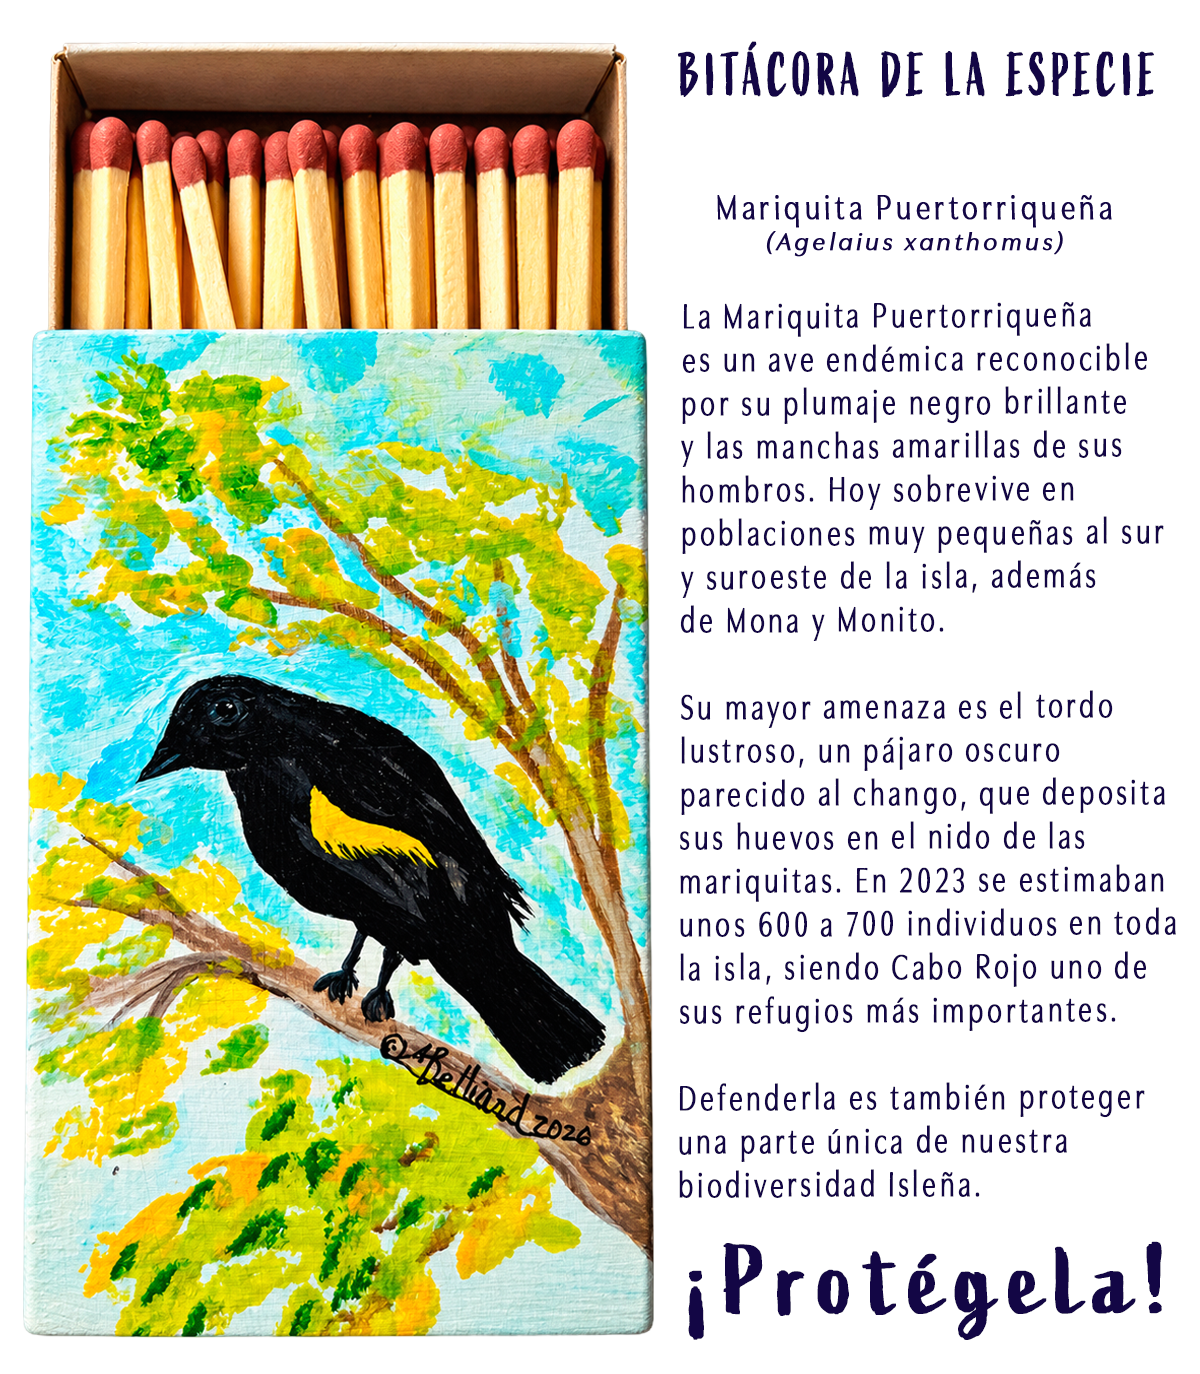 BITÁCORA DE LA ESPECIE
Mariquita Puertorriqueña
(Agelaius xanthomus)
La Mariquita Puertorriqueña
es un ave endémica reconocible
por su plumaje negro brillante
y las manchas amarillas de sus
hombros. Hoy sobrevive en
poblaciones muy pequeñas al sur
y suroeste de la isla, además
de Mona y Monito.
Su mayor amenaza es el tordo
lustroso, un pájaro oscuro
parecido al chango, que deposita
sus huevos en el nido de las
mariquitas. En 2023 se estimaban
unos 600 a 700 individuos en toda
la isla, siendo Cabo Rojo uno de
sus refugios más importantes.
Defenderla es también proteger
una parte única de nuestra
biodiversidad Isleña.
¡Protégela!
© ABetliard 2026